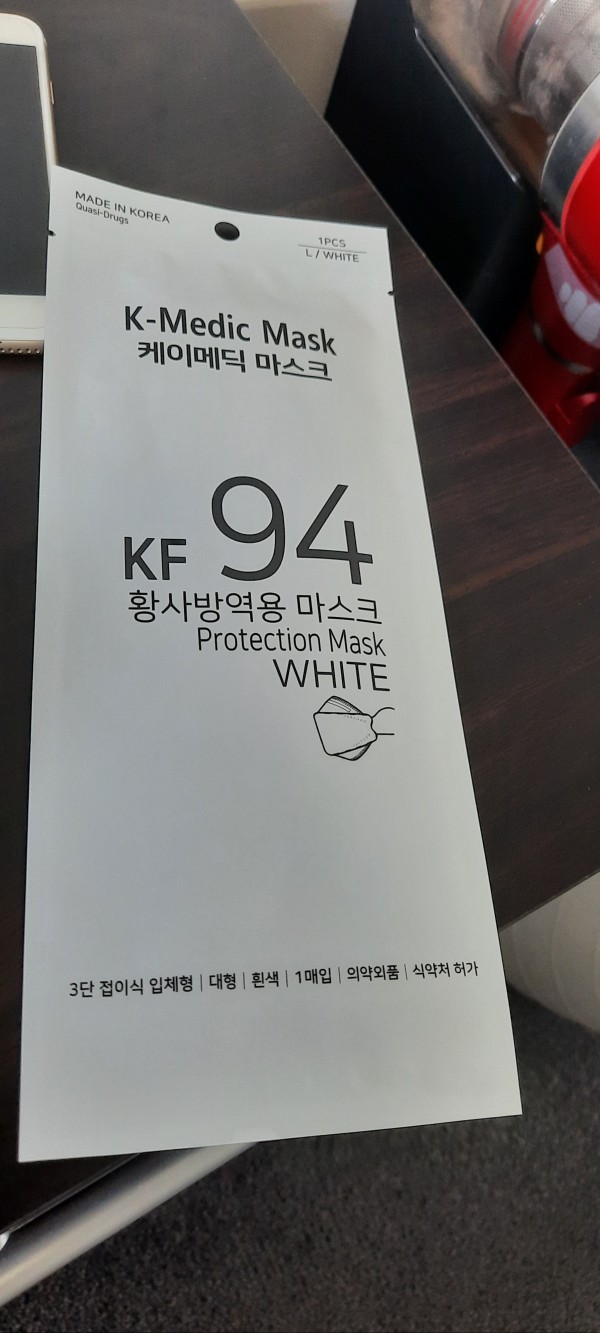 MADE IN KOREA
Quasi-Drugs
1PCS
L / WHITE
K-Medic Mask
케이메딕 마스크
KF 94
황사방역용 마스크
Protection Mask
WHITE
3단 접이식 입체형 | 대형 | 흰색 | 1매입 | 의약외품 | 식약처 허가